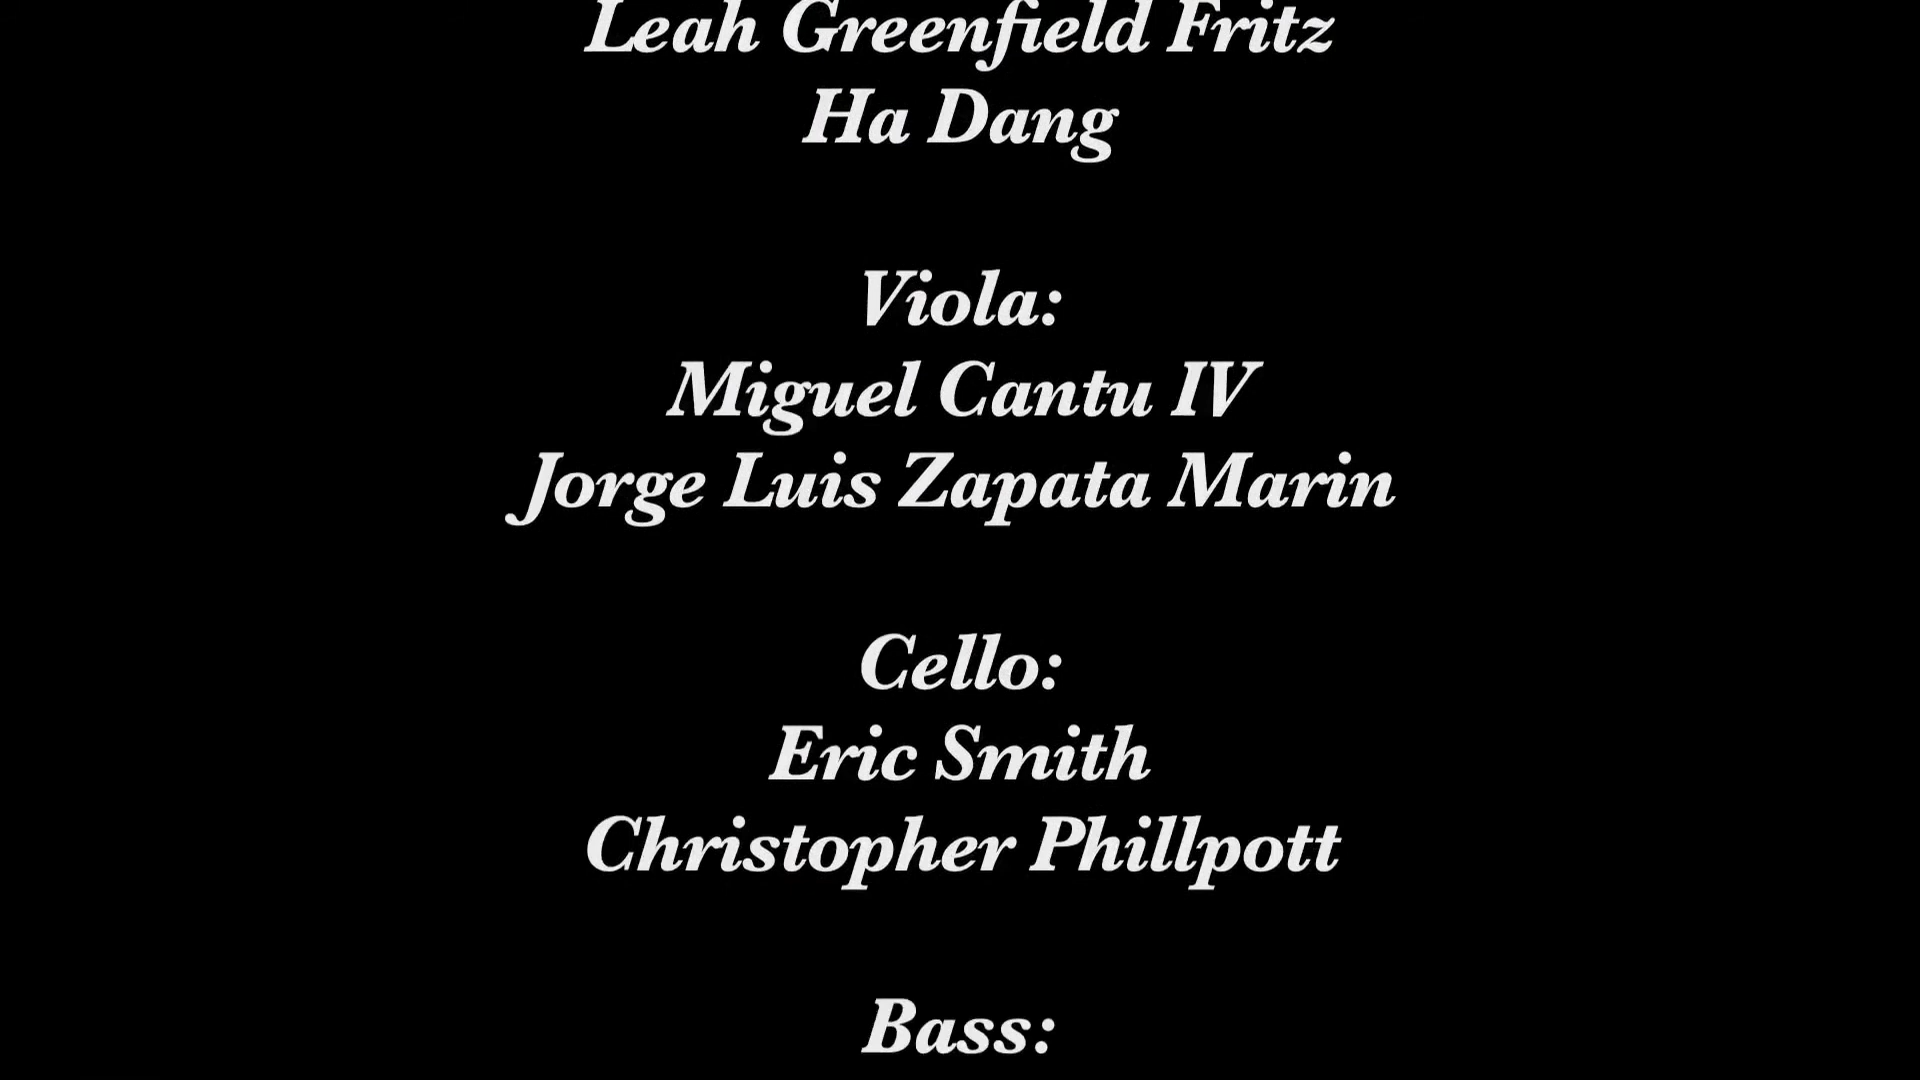 Leah Greenfield Fritz
Ha Dang
Viola:
Miguel Cantu IV
Jorge Luis Zapata Marin
Cello:
Eric Smith
Christopher Phillpott
Bass: